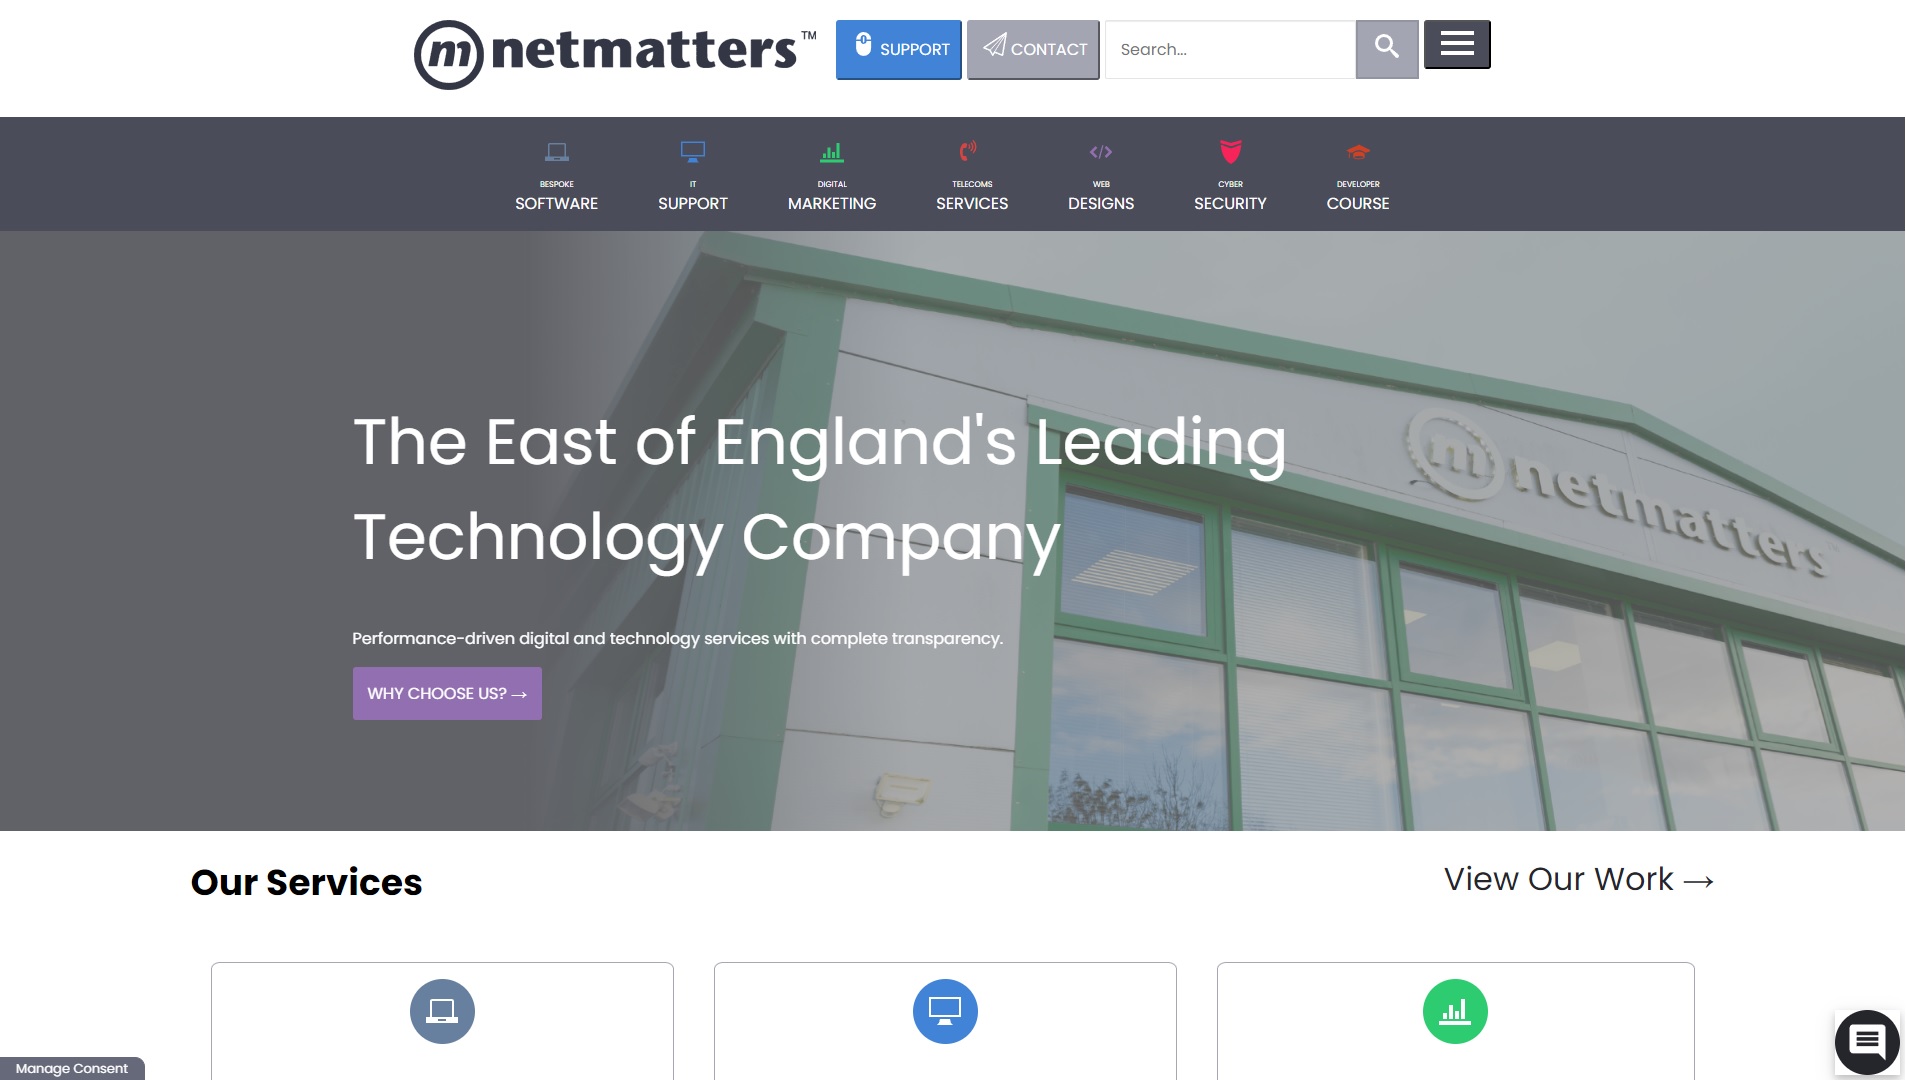 m netmatters™
SUPPORT
CONTACT
Search...
BESPOKE
SOFTWARE
IT
SUPPORT
DIGITAL
MARKETING
TELECOMS
SERVICES
WEB
DESIGNS
CYBER
SECURITY
DEVELOPER
COURSE
The East of England's Leading
Technology Company
m netmatters
Performance-driven digital and technology services with complete transparency.
WHY CHOOSE US? →
Our Services
View Our Work →
Manage Consent